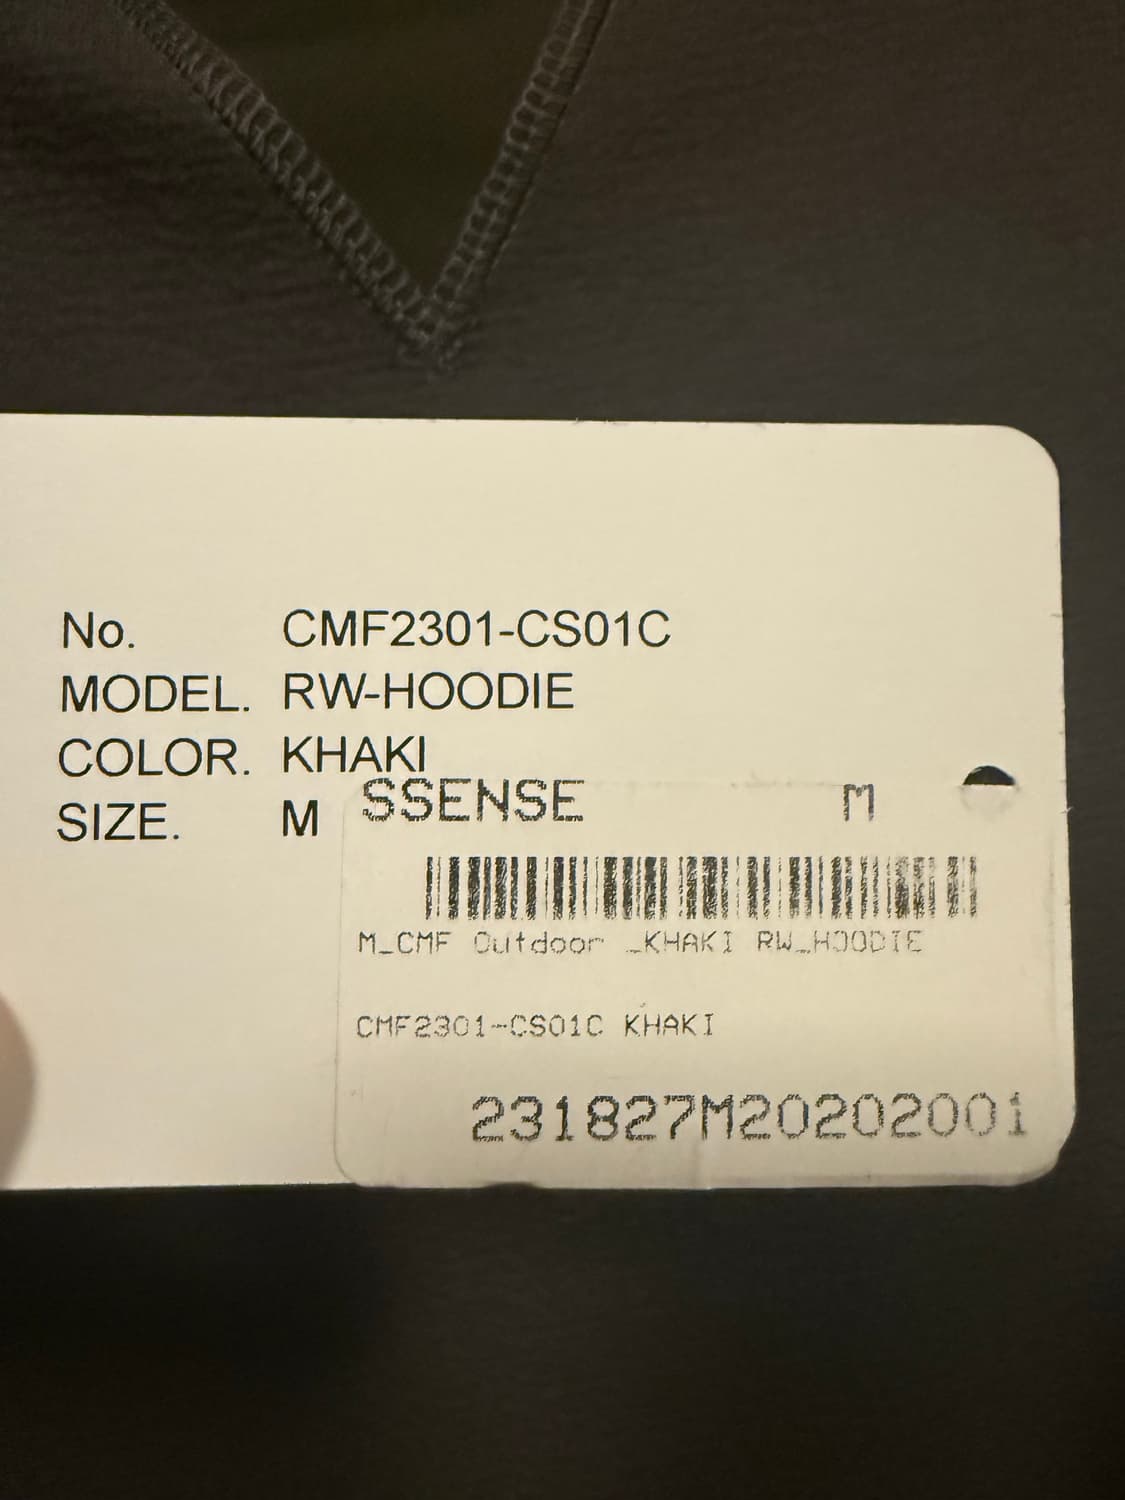 No. CMF2301-CS01C
MODEL. RW-HOODIE
COLOR. KHAKI
SIZE. M
SSENSE M
M_CMF Outdoor _KHAKI RW_HOODIE
CMF2301-CS01C KHAKI
231827M20202001